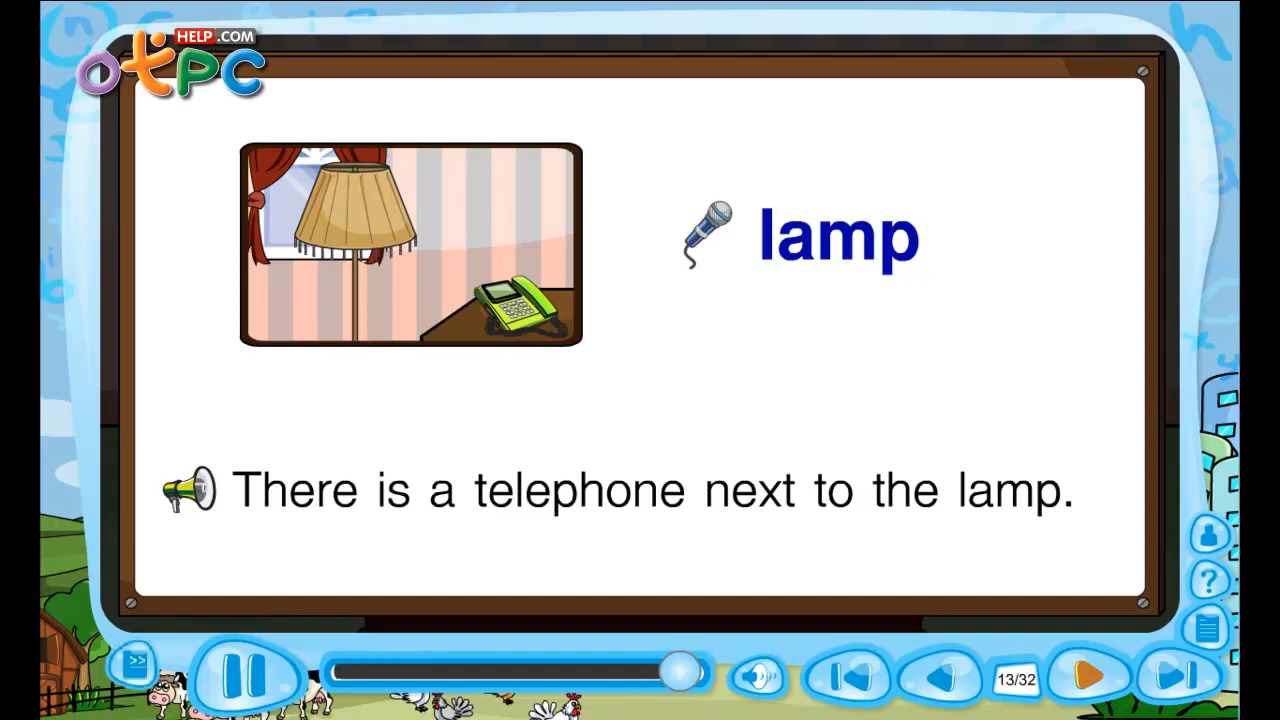 HELP.COM
otpc
lamp
There is a telephone next to the lamp.
>>
?
13/32